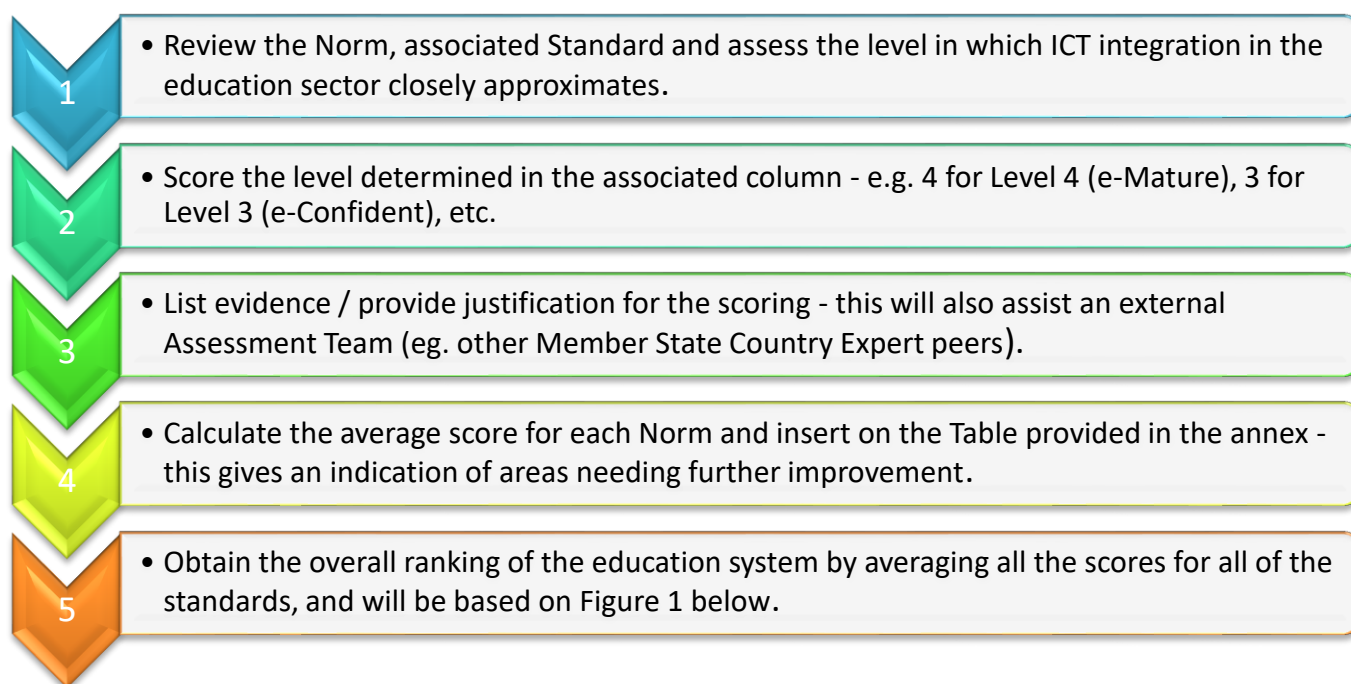 1
• Review the Norm, associated Standard and assess the level in which ICT integration in the
education sector closely approximates.
2
• Score the level determined in the associated column - e.g. 4 for Level 4 (e-Mature), 3 for
Level 3 (e-Confident), etc.
3
• List evidence / provide justification for the scoring - this will also assist an external
Assessment Team (eg. other Member State Country Expert peers).
4
• Calculate the average score for each Norm and insert on the Table provided in the annex -
this gives an indication of areas needing further improvement.
5
• Obtain the overall ranking of the education system by averaging all the scores for all of the
standards, and will be based on Figure 1 below.